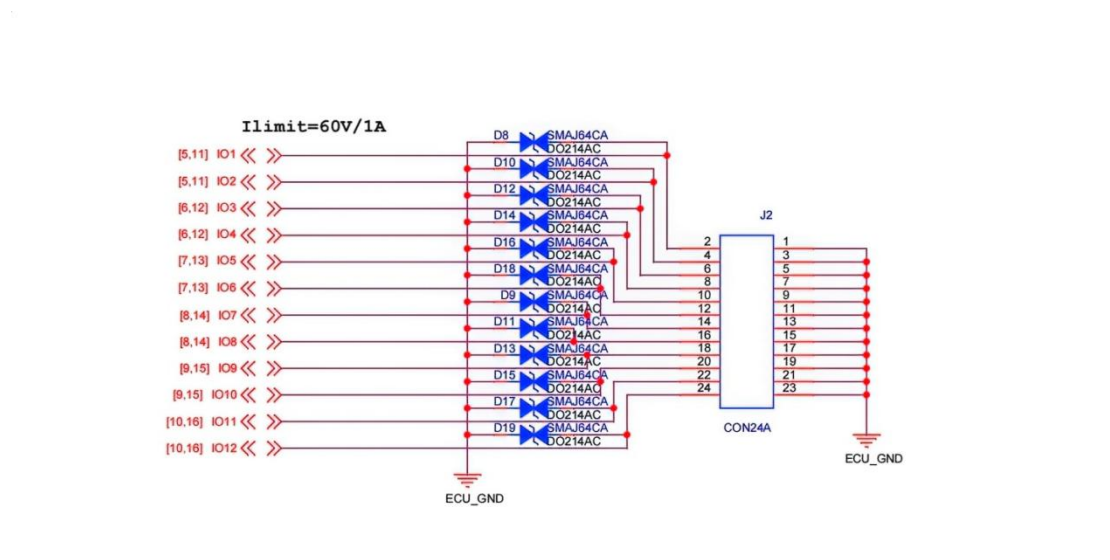 Ilimit=60V/1A
D8 SMAJ64CA
DO214AC
[5,11] IO1
D10 SMAJ64CA
DO214AC
[5,11] IO2
D12 SMAJ64CA
DO214AC
[6,12] IO3
D14 SMAJ64CA
DO214AC
[6,12] IO4
D16 SMAJ64CA
DO214AC
[7,13] IO5
D18 SMAJ64CA
DO214AC
[7,13] IO6
D9 SMAJ64CA
DO214AC
[8,14] IO7
D11 SMAJ64CA
DO214AC
[8,14] IO8
D13 SMAJ64CA
DO214AC
[9,15] IO9
D15 SMAJ64CA
DO214AC
[9,15] IO10
D17 SMAJ64CA
DO214AC
[10,16] IO11
D19 SMAJ64CA
DO214AC
[10,16] IO12
ECU_GND
J2
2 1
4 3
6 5
8 7
10 9
12 11
14 13
16 15
18 17
20 19
22 21
24 23
CON24A
ECU_GND